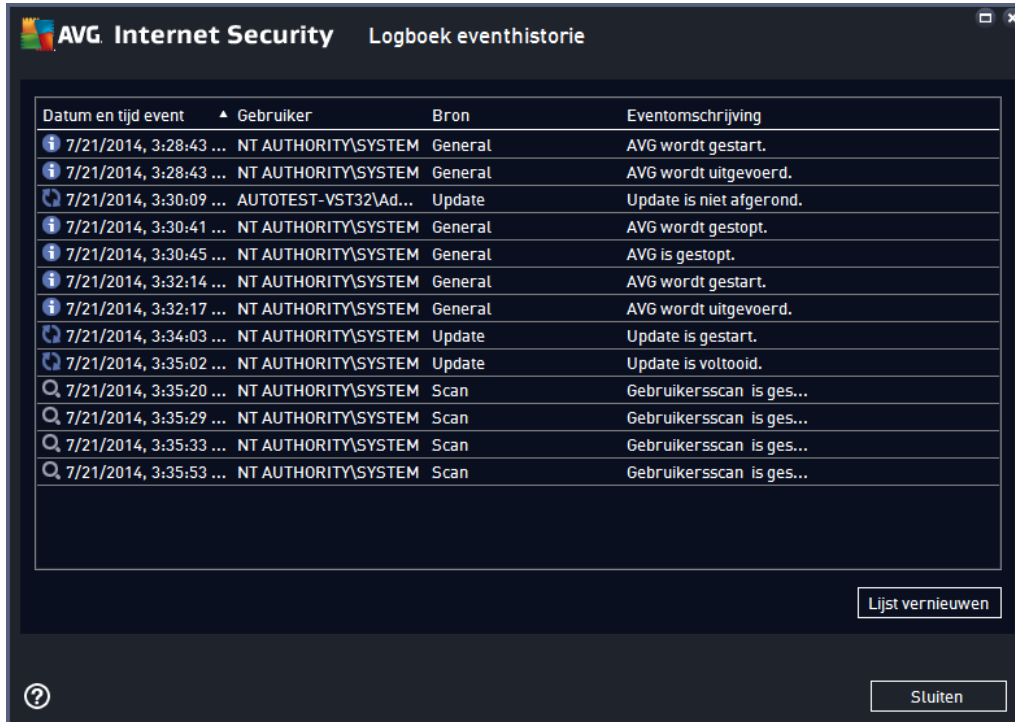 AVG. Internet Security Logboek eventhistorie
Datum en tijd event Gebruiker Bron Eventomschrijving
7/21/2014, 3:28:43 ... NT AUTHORITY\SYSTEM General AVG wordt gestart.
7/21/2014, 3:28:43 ... NT AUTHORITY\SYSTEM General AVG wordt uitgevoerd.
7/21/2014, 3:30:09 ... AUTOTEST-VST32\Ad... Update Update is niet afgerond.
7/21/2014, 3:30:41 ... NT AUTHORITY\SYSTEM General AVG wordt gestopt.
7/21/2014, 3:30:45 ... NT AUTHORITY\SYSTEM General AVG is gestopt.
7/21/2014, 3:32:14 ... NT AUTHORITY\SYSTEM General AVG wordt gestart.
7/21/2014, 3:32:17 ... NT AUTHORITY\SYSTEM General AVG wordt uitgevoerd.
7/21/2014, 3:34:03 ... NT AUTHORITY\SYSTEM Update Update is gestart.
7/21/2014, 3:35:02 ... NT AUTHORITY\SYSTEM Update Update is voltooid.
7/21/2014, 3:35:20 ... NT AUTHORITY\SYSTEM Scan Gebruikersscan is ges...
7/21/2014, 3:35:29 ... NT AUTHORITY\SYSTEM Scan Gebruikersscan is ges...
7/21/2014, 3:35:33 ... NT AUTHORITY\SYSTEM Scan Gebruikersscan is ges...
7/21/2014, 3:35:53 ... NT AUTHORITY\SYSTEM Scan Gebruikersscan is ges...
Lijst vernieuwen
Sluiten